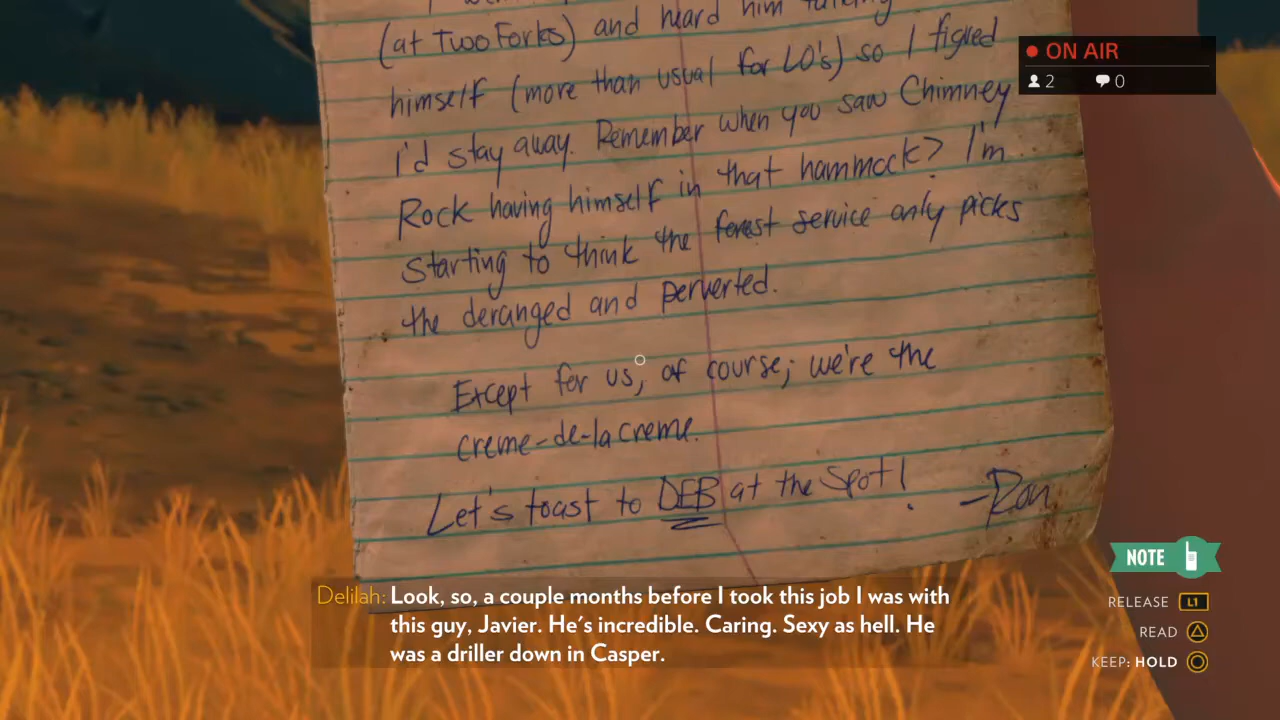 (at Two Forks) and heard him talking
himself (more than usual for LO's) so I figred
I'd stay away. Remember when you saw Chimney
Rock having himself in that hammock? I'm
starting to think the forest service only picks
the deranged and perverted.
Except for us, of course; we're the
creme-de-la creme.
Let's toast to DEB at the Spot!
-Ron
ON AIR
2 0
NOTE
RELEASE L1
READ
KEEP: HOLD
Delilah: Look, so, a couple months before I took this job I was with
this guy, Javier. He's incredible. Caring. Sexy as hell. He
was a driller down in Casper.